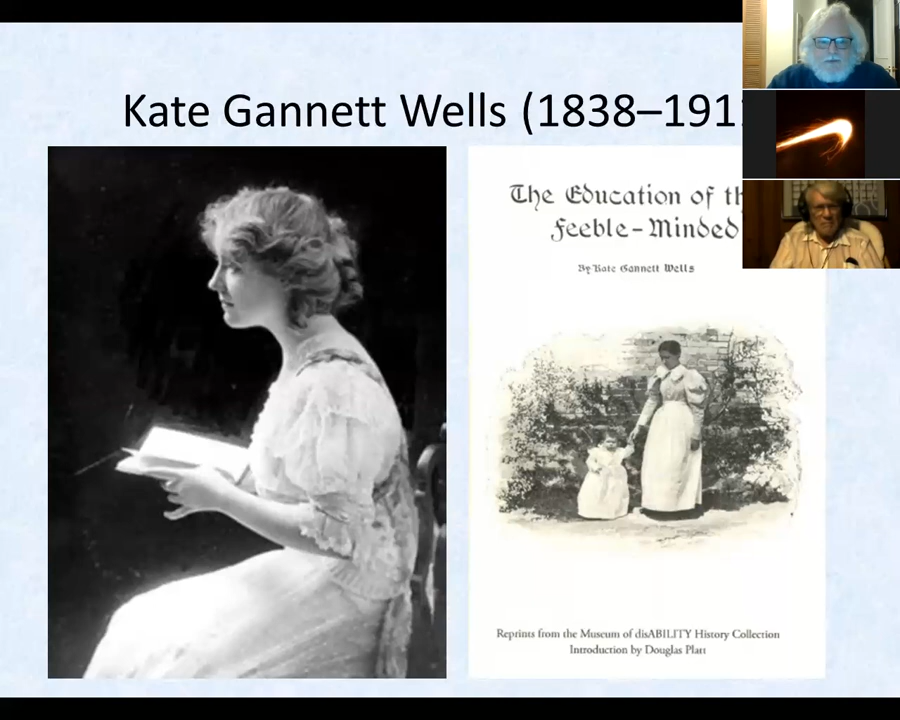 Kate Gannett Wells (1838–191
The Education of th
Feeble-Minded
By Kate Gannett Wells
Reprints from the Museum of disABILITY History Collection
Introduction by Douglas Platt